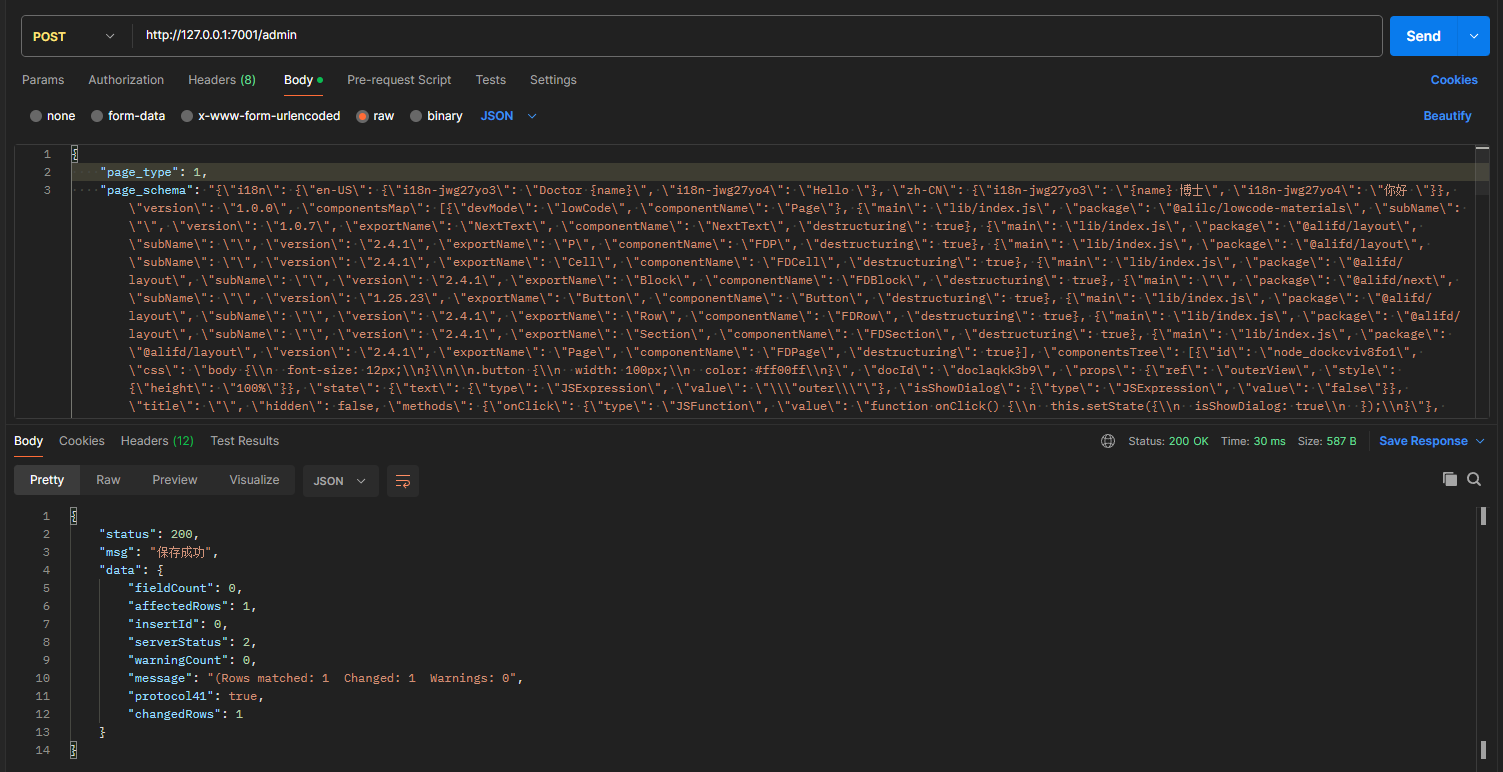 POST http://127.0.0.1:7001/admin Send
Params Authorization Headers (8) Body Pre-request Script Tests Settings Cookies
none form-data x-www-form-urlencoded raw binary JSON Beautify
1 {
2 "page_type": 1,
3 "page_schema": "{\"i18n\": {\"en-US\": {\"i18n-jwg27yo3\": \"Doctor {name}\", \"i18n-jwg27yo4\": \"Hello \"}, \"zh-CN\": {\"i18n-jwg27yo3\": \"{name} 博士\", \"i18n-jwg27yo4\": \"你好 \"}},
\"version\": \"1.0.0\", \"componentsMap\": [{\"devMode\": \"lowCode\", \"componentName\": \"Page\"}, {\"main\": \"lib/index.js\", \"package\": \"@alilc/lowcode-materials\", \"subName\":
\"\", \"version\": \"1.0.7\", \"exportName\": \"NextText\", \"componentName\": \"NextText\", \"destructuring\": true}, {\"main\": \"lib/index.js\", \"package\": \"@alifd/layout\",
\"subName\": \"\", \"version\": \"2.4.1\", \"exportName\": \"P\", \"componentName\": \"FDP\", \"destructuring\": true}, {\"main\": \"lib/index.js\", \"package\": \"@alifd/layout\",
\"subName\": \"\", \"version\": \"2.4.1\", \"exportName\": \"Cell\", \"componentName\": \"FDCell\", \"destructuring\": true}, {\"main\": \"lib/index.js\", \"package\": \"@alifd/
layout\", \"subName\": \"\", \"version\": \"2.4.1\", \"exportName\": \"Block\", \"componentName\": \"FDBlock\", \"destructuring\": true}, {\"main\": \"\", \"package\": \"@alifd/next\",
\"subName\": \"\", \"version\": \"1.25.23\", \"exportName\": \"Button\", \"componentName\": \"Button\", \"destructuring\": true}, {\"main\": \"lib/index.js\", \"package\": \"@alifd/
layout\", \"subName\": \"\", \"version\": \"2.4.1\", \"exportName\": \"Row\", \"componentName\": \"FDRow\", \"destructuring\": true}, {\"main\": \"lib/index.js\", \"package\": \"@alifd/
layout\", \"subName\": \"\", \"version\": \"2.4.1\", \"exportName\": \"Section\", \"componentName\": \"FDSection\", \"destructuring\": true}, {\"main\": \"lib/index.js\", \"package\":
\"@alifd/layout\", \"version\": \"2.4.1\", \"exportName\": \"Page\", \"componentName\": \"FDPage\", \"destructuring\": true}], \"componentsTree\": [{\"id\": \"node_dockcviv8fo1\",
\"css\": \"body {\\n  font-size: 12px;\\n}\\n\\n.button {\\n  width: 100px;\\n  color: #ff00ff\\n}\", \"docId\": \"doclaqkk3b9\", \"props\": {\"ref\": \"outerView\", \"style\":
{\"height\": \"100%\"}}, \"state\": {\"text\": {\"type\": \"JSExpression\", \"value\": \"\\\"outer\\\"\"}, \"isShowDialog\": {\"type\": \"JSExpression\", \"value\": \"false\"}},
\"title\": \"\", \"hidden\": false, \"methods\": {\"onClick\": {\"type\": \"JSFunction\", \"value\": \"function onClick() {\\n  this.setState({\\n  isShowDialog: true\\n  });\\n}\"},
Body Cookies Headers (12) Test Results Status: 200 OK Time: 30 ms Size: 587 B Save Response
Pretty Raw Preview Visualize JSON
1 {
2 "status": 200,
3 "msg": "保存成功",
4 "data": {
5 "fieldCount": 0,
6 "affectedRows": 1,
7 "insertId": 0,
8 "serverStatus": 2,
9 "warningCount": 0,
10 "message": "(Rows matched: 1  Changed: 1  Warnings: 0",
11 "protocol41": true,
12 "changedRows": 1
13 }
14 }